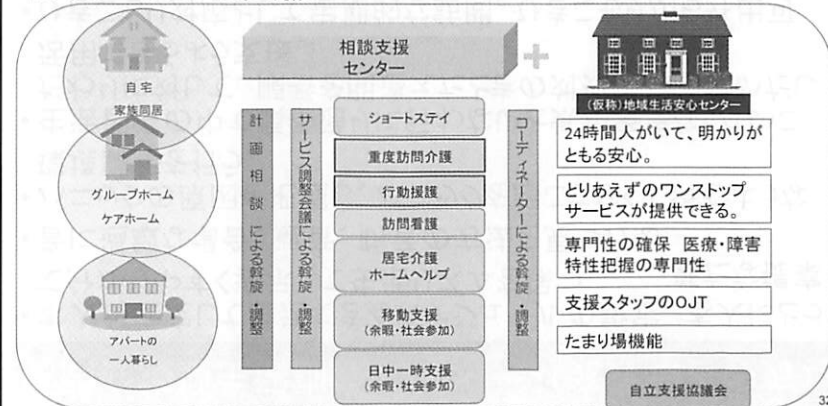 自宅
家族同居
グループホーム
ケアホーム
アパートの
一人暮らし
相談支援
センター
計画相談による斡旋・調整
サービス調整会議による斡旋・調整
ショートステイ
重度訪問介護
行動援護
訪問看護
居宅介護
ホームヘルプ
移動支援
(余暇・社会参加)
日中一時支援
(余暇・社会参加)
コーディネーターによる斡旋・調整
+
(仮称)地域生活安心センター
24時間人がいて、明かりが
ともる安心。
とりあえずのワンストップ
サービスが提供できる。
専門性の確保 医療・障害
特性把握の専門性
支援スタッフのOJT
たまり場機能
自立支援協議会
32